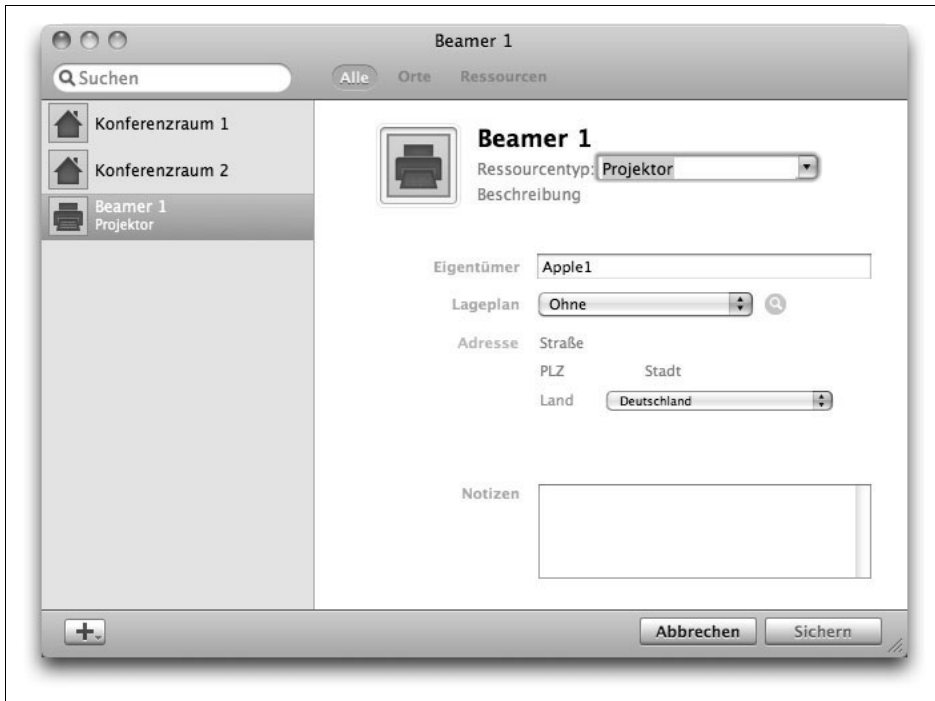 Beamer 1
Suchen
Alle Orte Ressourcen
Konferenzraum 1
Konferenzraum 2
Beamer 1
Projektor
Beamer 1
Ressourcentyp: Projektor
Beschreibung
Eigentümer Apple1
Lageplan Ohne
Adresse Straße
PLZ Stadt
Land Deutschland
Notizen
Abbrechen Sichern